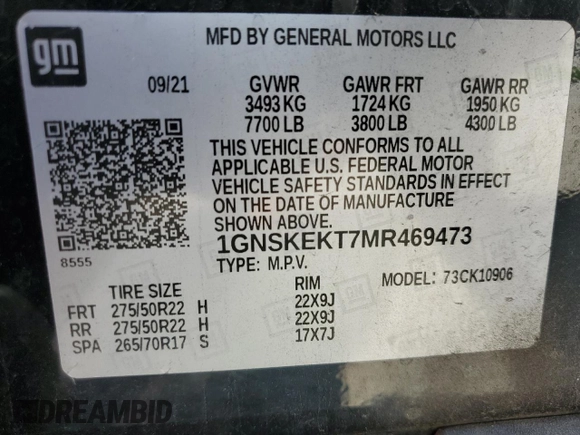 gm
MFD BY GENERAL MOTORS LLC
09/21 GVWR GAWR FRT GAWR RR
3493 KG 1724 KG 1950 KG
7700 LB 3800 LB 4300 LB
THIS VEHICLE CONFORMS TO ALL
APPLICABLE U.S. FEDERAL MOTOR
VEHICLE SAFETY STANDARDS IN EFFECT
ON THE DATE OF MANUFACTURE
SHOWN ABOVE.
8555 1GNSKEKT7MR469473
TYPE: M.P.V. MODEL: 73CK10906
TIRE SIZE RIM
FRT 275/50R22 H 22X9J
RR 275/50R22 H 22X9J
SPA 265/70R17 S 17X7J
DREAMBID